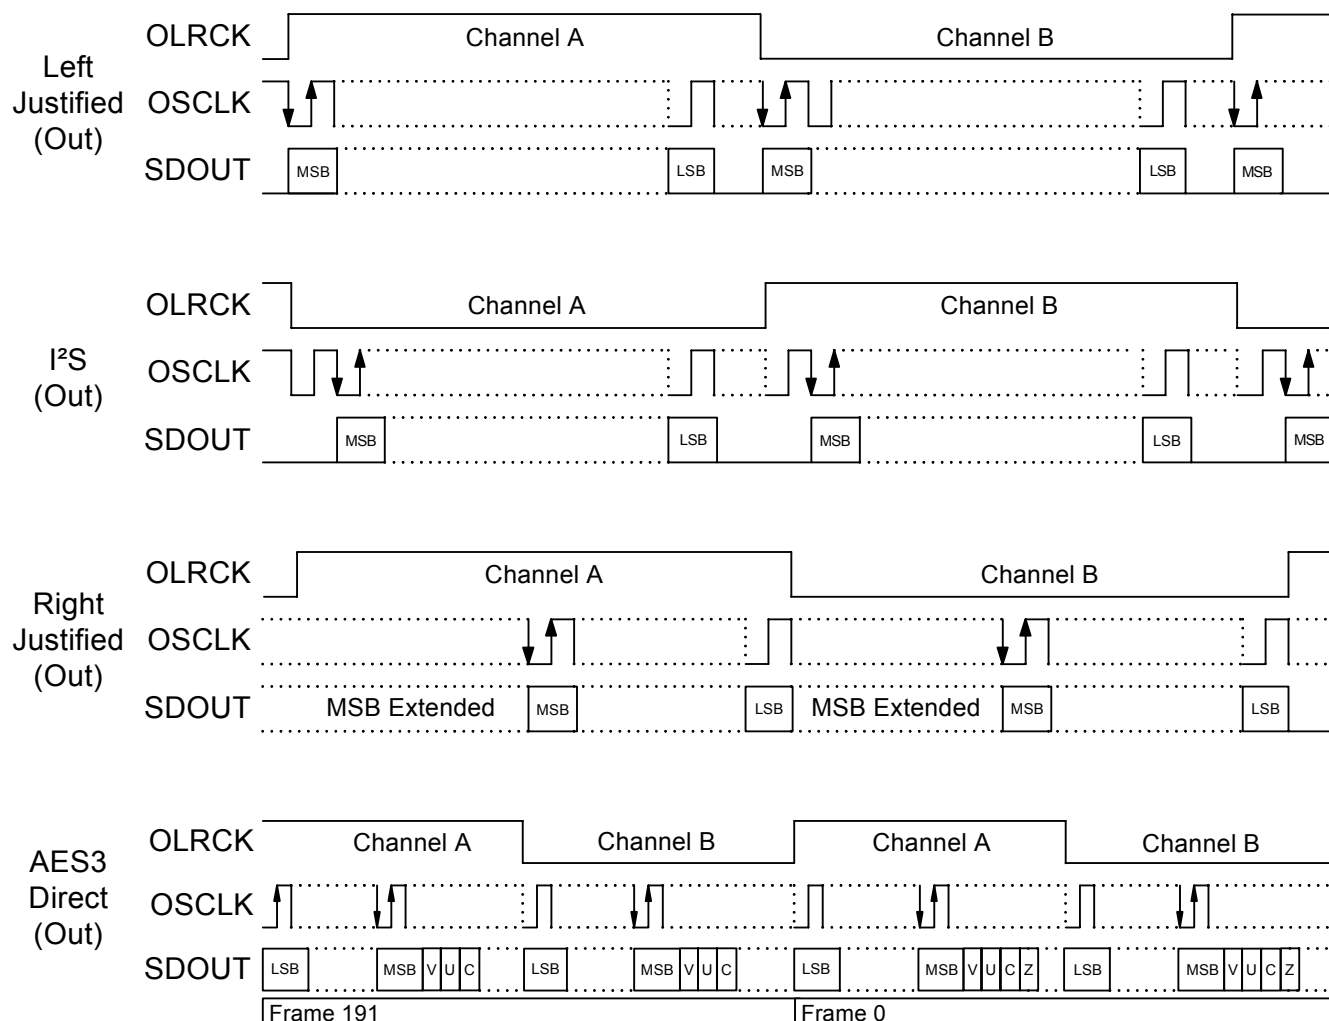 Left
Justified
(Out)
OLRCK Channel A Channel B
OSCLK
SDOUT MSB LSB MSB LSB MSB
I²S
(Out)
OLRCK Channel A Channel B
OSCLK
SDOUT MSB LSB MSB LSB MSB
Right
Justified
(Out)
OLRCK Channel A Channel B
OSCLK
SDOUT MSB Extended MSB LSB MSB Extended MSB LSB
AES3
Direct
(Out)
OLRCK Channel A Channel B Channel A Channel B
OSCLK
SDOUT LSB MSB V U C LSB MSB V U C LSB MSB V U C Z LSB MSB V U C Z
Frame 191 Frame 0